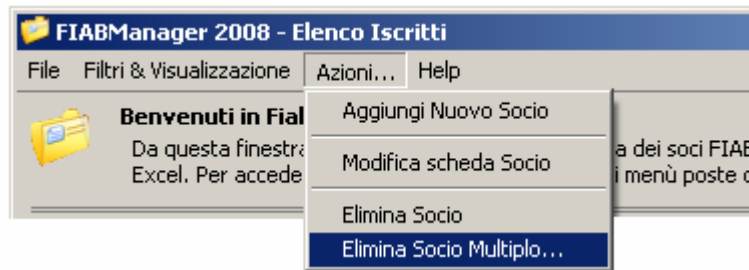 FIABManager 2008 - Elenco Iscritti
File Filtri & Visualizzazione Azioni... Help
Benvenuti in Fial
Aggiungi Nuovo Socio
Da questa finestra a dei soci FIAB
Modifica scheda Socio
Excel. Per accede i menù poste
Elimina Socio
Elimina Socio Multiplo...